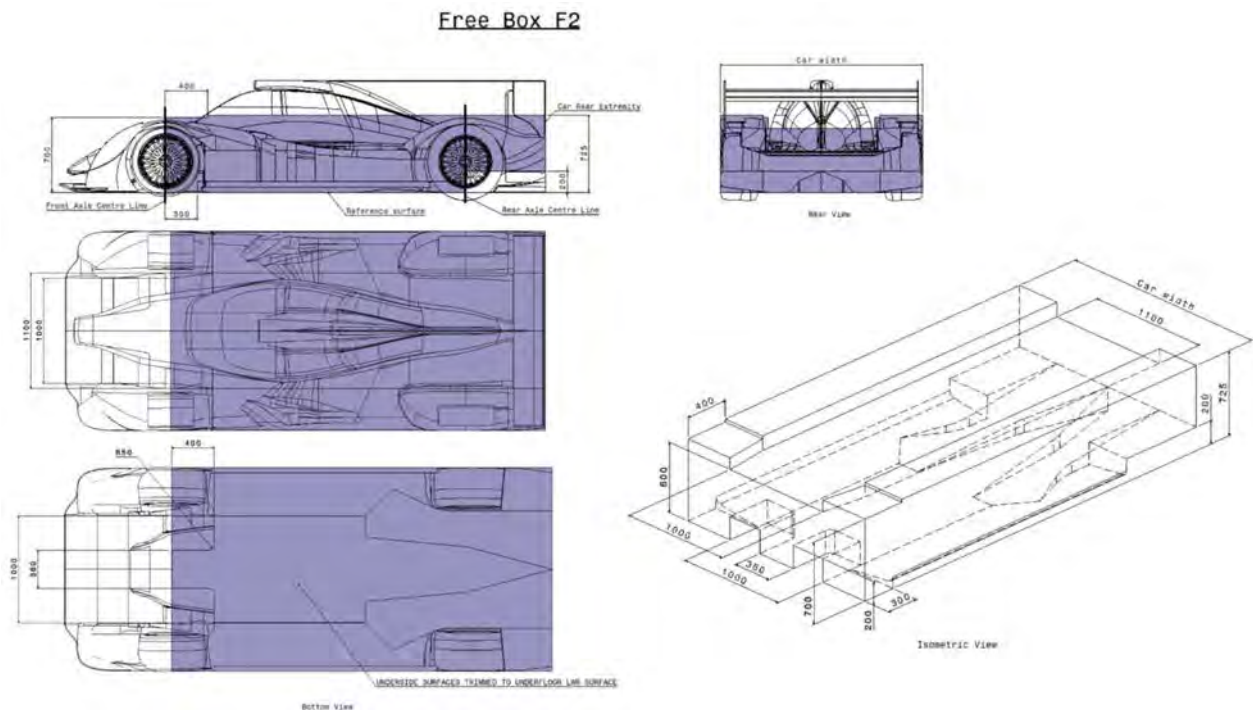 Free Box F2
Car width
400
Car Rear Extremity
700
725
200
Front Axle Centre Line
300
Reference surface
Rear Axle Centre Line
Rear View
1100
1000
Car width
1100
400
200
725
600
400
1000
1000
350
700
200
300
1000
Isometric View
UNDERSIDE SURFACES TRIMMED TO UNDERFLOOR LWR SURFACE
Bottom View